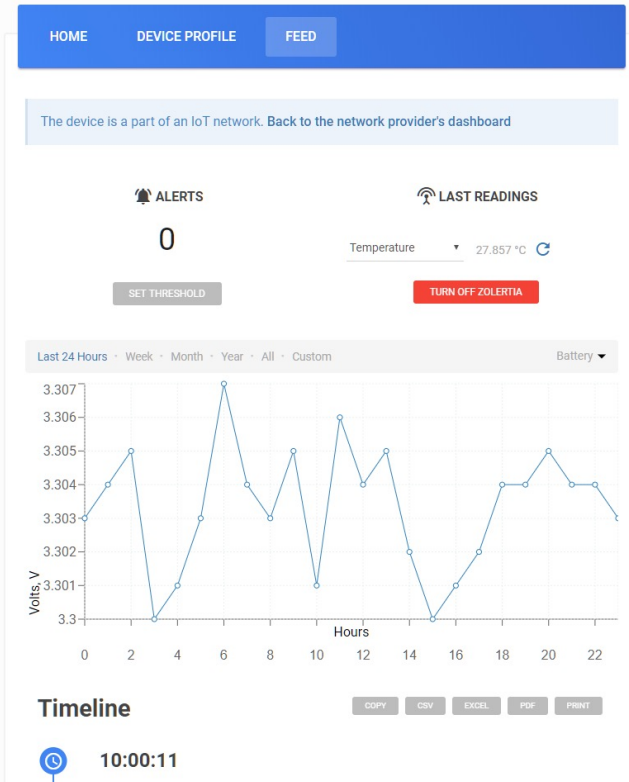 HOME DEVICE PROFILE FEED
The device is a part of an IoT network. Back to the network provider's dashboard
ALERTS
0
SET THRESHOLD
LAST READINGS
Temperature 27.857 °C
TURN OFF ZOLERTIA
Last 24 Hours · Week · Month · Year · All · Custom Battery
3.307
3.306
3.305
3.304
3.303
3.302
3.301
3.3
Volts, V
Hours
0 2 4 6 8 10 12 14 16 18 20 22
Timeline
COPY CSV EXCEL PDF PRINT
10:00:11